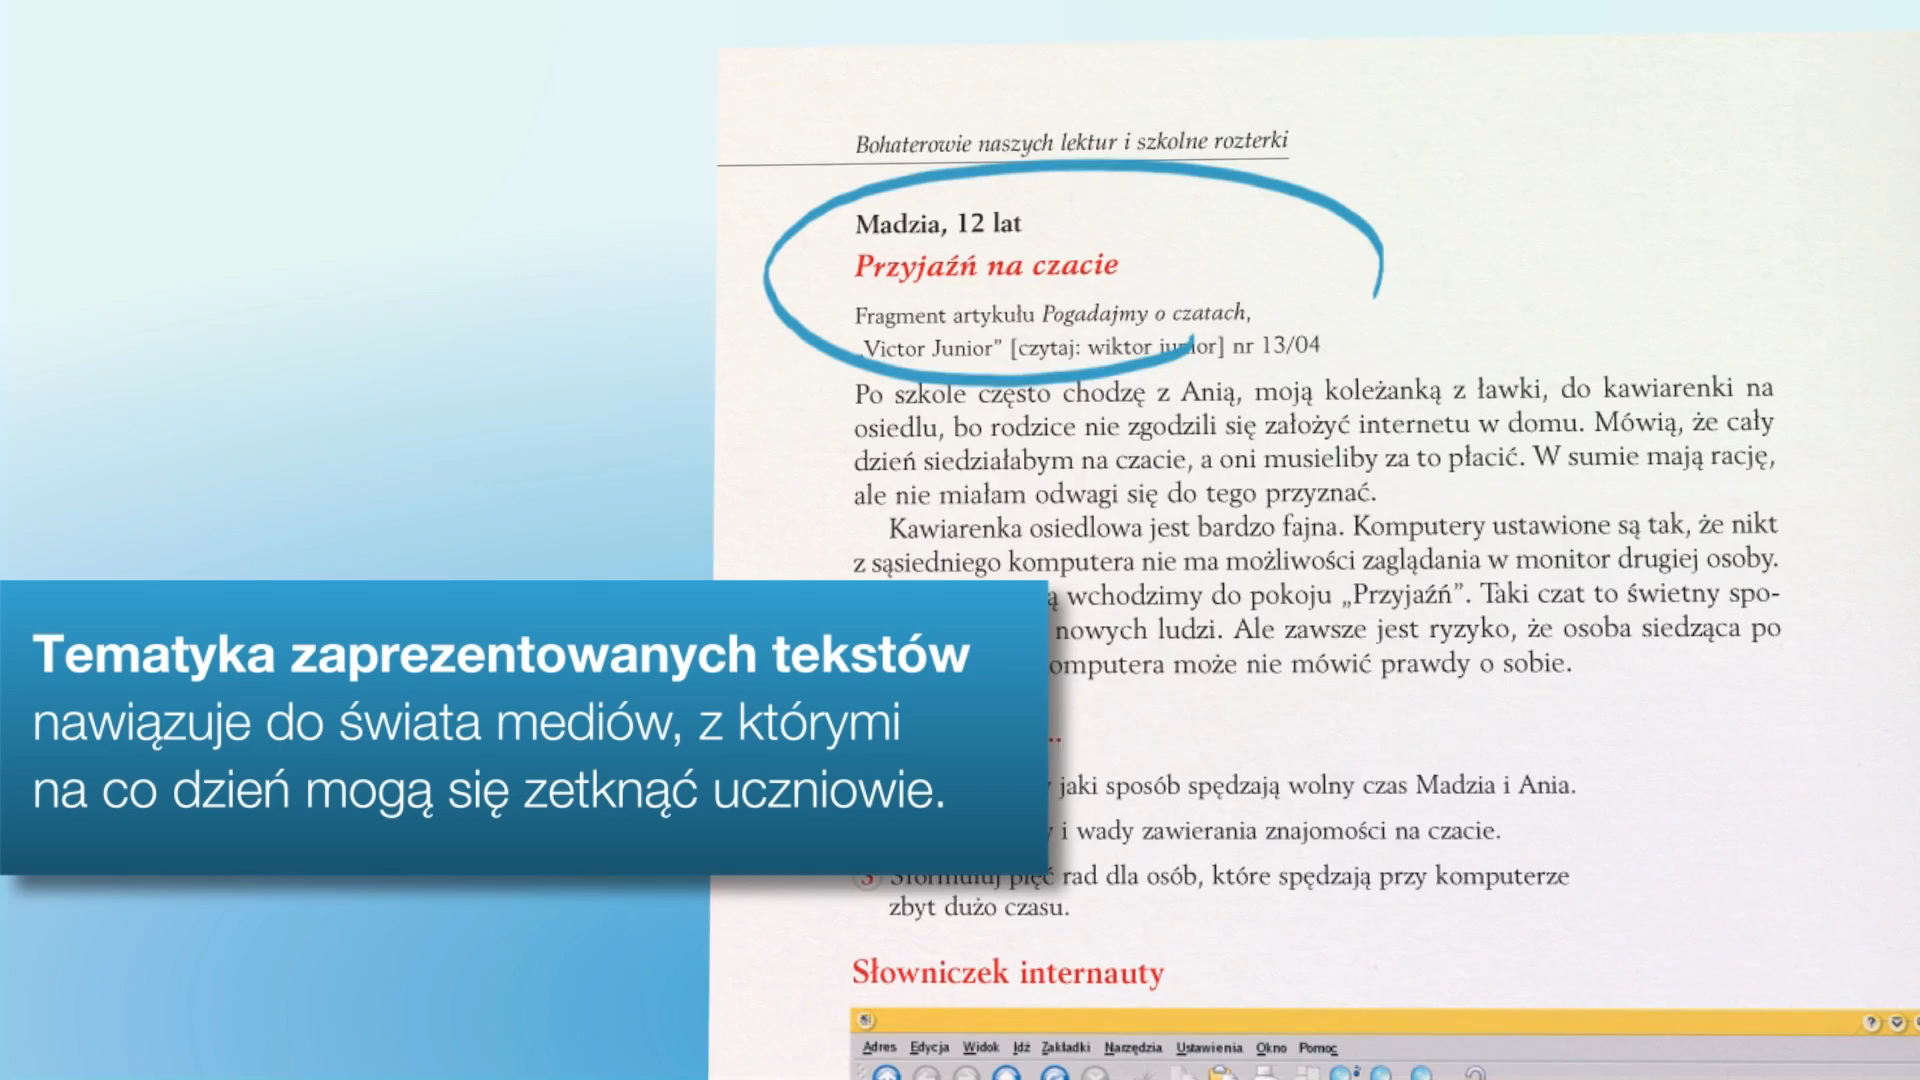 Bohaterowie naszych lektur i szkolne rozterki
Madzia, 12 lat
Przyjaźń na czacie
Fragment artykułu Pogadajmy o czatach,
„Victor Junior” [czytaj: wiktor junior] nr 13/04
Po szkole często chodzę z Anią, moją koleżanką z ławki, do kawiarenki na
osiedlu, bo rodzice nie zgodzili się założyć internetu w domu. Mówią, że cały
dzień siedziałabym na czacie, a oni musieliby za to płacić. W sumie mają rację,
ale nie miałam odwagi się do tego przyznać.
Kawiarenka osiedlowa jest bardzo fajna. Komputery ustawione są tak, że nikt
z sąsiedniego komputera nie ma możliwości zaglądania w monitor drugiej osoby.
wchodzimy do pokoju „Przyjaźń”. Taki czat to świetny spo-
nowych ludzi. Ale zawsze jest ryzyko, że osoba siedząca po
omputera może nie mówić prawdy o sobie.
jaki sposób spędzają wolny czas Madzia i Ania.
i wady zawierania znajomości na czacie.
3 Sformułuj pięć rad dla osób, które spędzają przy komputerze
zbyt dużo czasu.
Słowniczek internauty
Adres Edycja Widok Idź Zakładki Narzędzia Ustawienia Okno Pomoc
Tematyka zaprezentowanych tekstów
nawiązuje do świata mediów, z którymi
na co dzień mogą się zetknąć uczniowie.